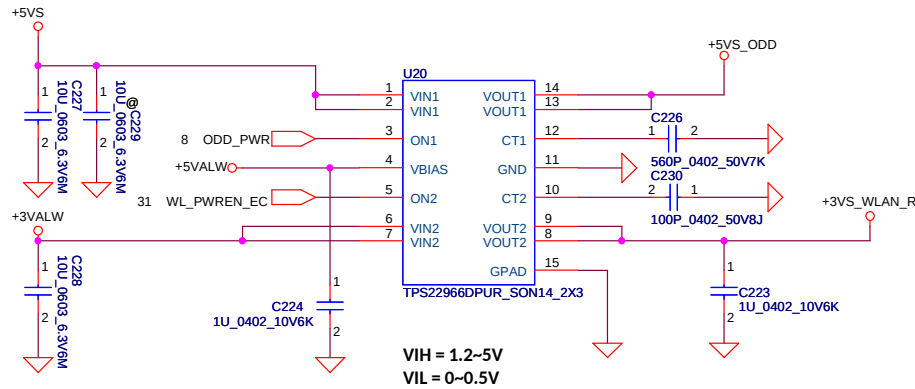 +5VS
1
2
C227
10U_0603_6.3V6M
1
2
@C229
10U_0603_6.3V6M
+3VALW
1
2
C228
10U_0603_6.3V6M
8 ODD_PWR
+5VALW
31 WL_PWREN_EC
1
2
C224
1U_0402_10V6K
U20
1 VIN1
2 VIN1
3 ON1
4 VBIAS
5 ON2
6 VIN2
7 VIN2
VOUT1 14
VOUT1 13
CT1 12
GND 11
CT2 10
VOUT2 9
VOUT2 8
GPAD 15
TPS22966DPUR_SON14_2X3
+5VS_ODD
C226
1 2
560P_0402_50V7K
C230
2 1
100P_0402_50V8J
+3VS_WLAN_R
1
2
C223
1U_0402_10V6K
VIH = 1.2~5V
VIL = 0~0.5V